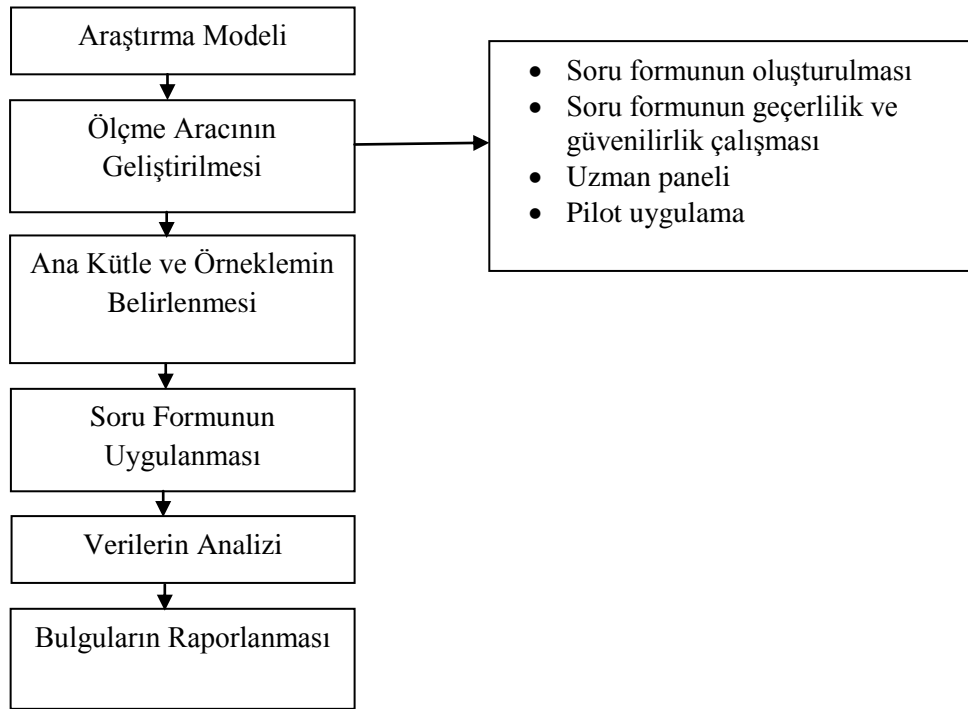 Araştırma Modeli
Ölçme Aracının
Geliştirilmesi
• Soru formunun oluşturulması
• Soru formunun geçerlilik ve
güvenilirlik çalışması
• Uzman paneli
• Pilot uygulama
Ana Kütle ve Örneklemin
Belirlenmesi
Soru Formunun
Uygulanması
Verilerin Analizi
Bulguların Raporlanması